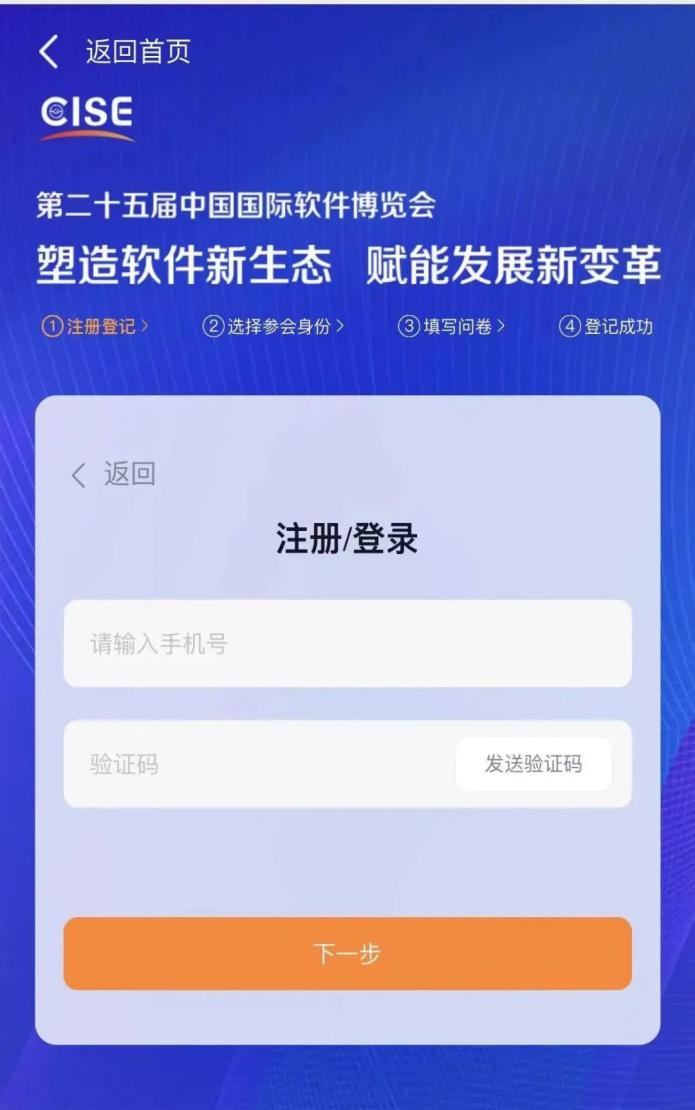 返回首页
CISE
第二十五届中国国际软件博览会
塑造软件新生态 赋能发展新变革
①注册登记> ②选择参会身份> ③填写问卷> ④登记成功
< 返回
注册/登录
请输入手机号
验证码 发送验证码
下一步